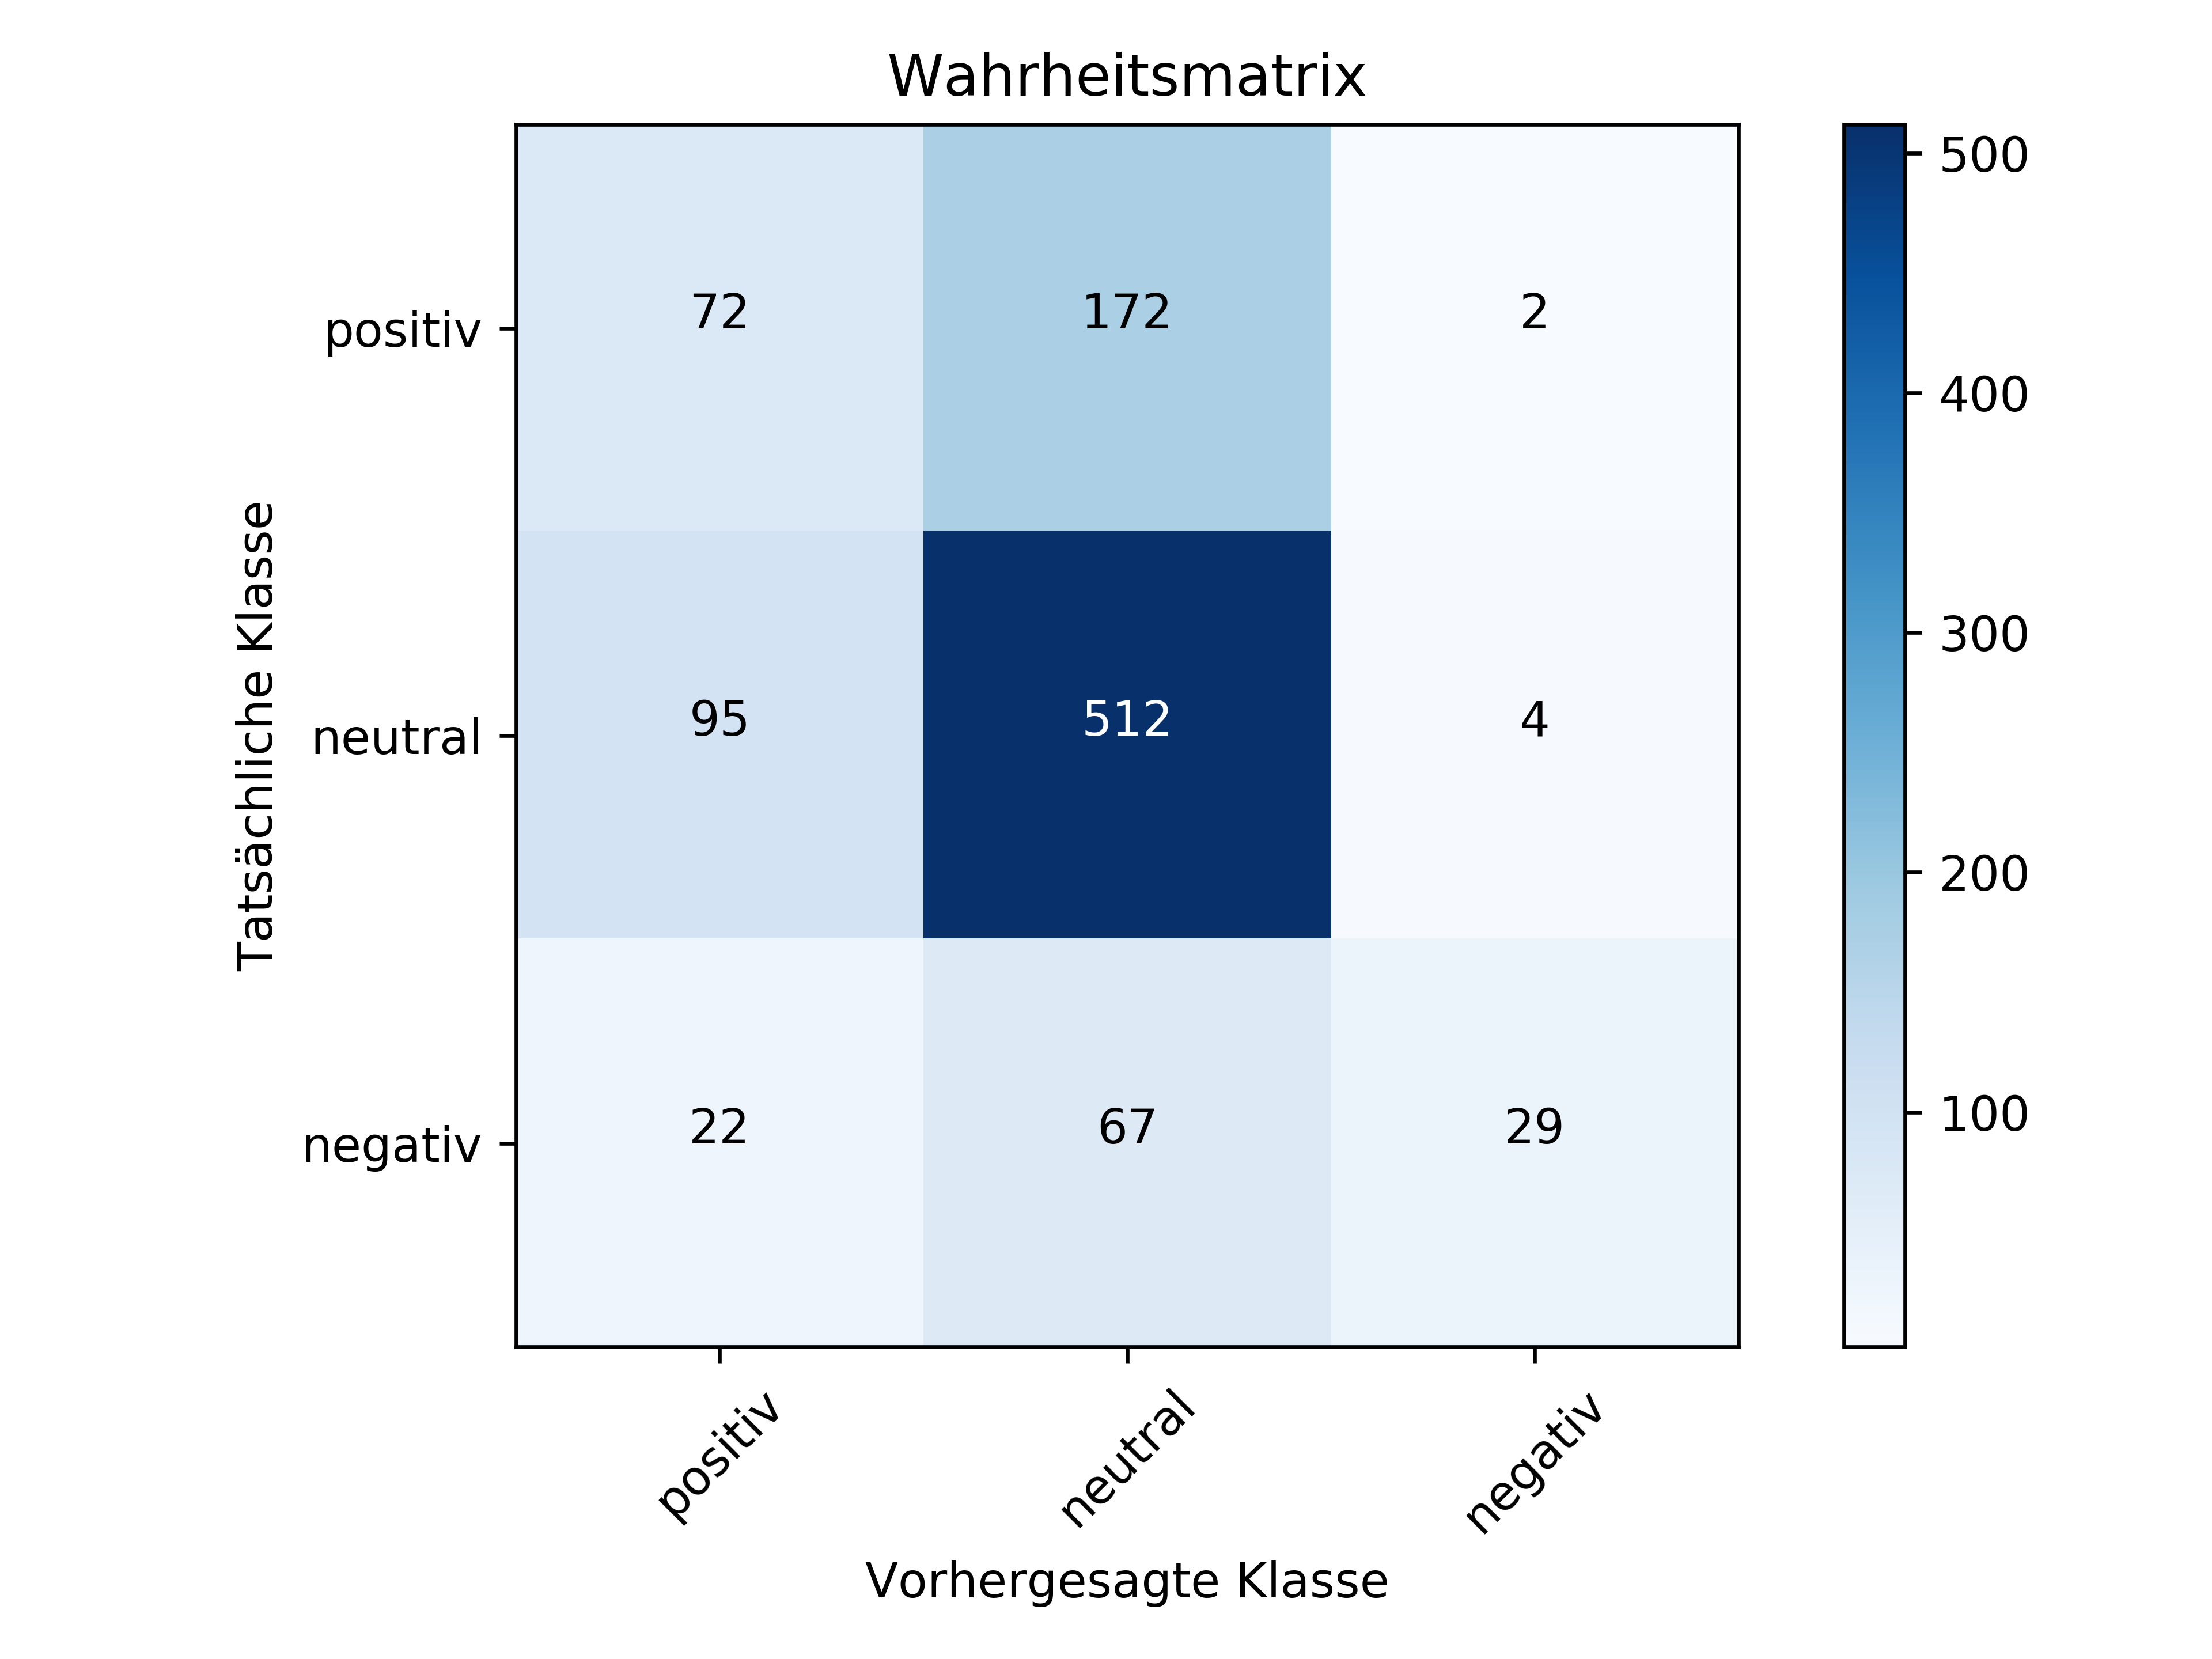 Wahrheitsmatrix
Tatsächliche Klasse
positiv 72 172 2
neutral 95 512 4
negativ 22 67 29
positiv neutral negativ
Vorhergesagte Klasse
500
400
300
200
100